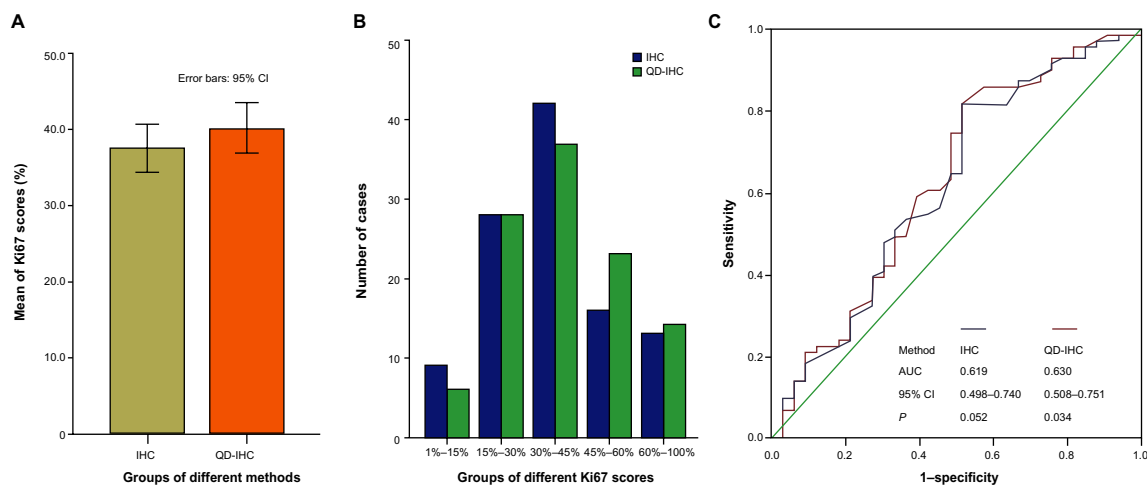 A
50.0
40.0
30.0
20.0
10.0
0
Mean of Ki67 scores (%)
Error bars: 95% CI
IHC
QD-IHC
Groups of different methods
B
50
40
30
20
10
0
Number of cases
IHC
QD-IHC
1%–15%
15%–30%
30%–45%
45%–60%
60%–100%
Groups of different Ki67 scores
C
1.0
0.8
0.6
0.4
0.2
0.0
Sensitivity
Method IHC QD-IHC
AUC 0.619 0.630
95% CI 0.498–0.740 0.508–0.751
P 0.052 0.034
0.0 0.2 0.4 0.6 0.8 1.0
1–specificity